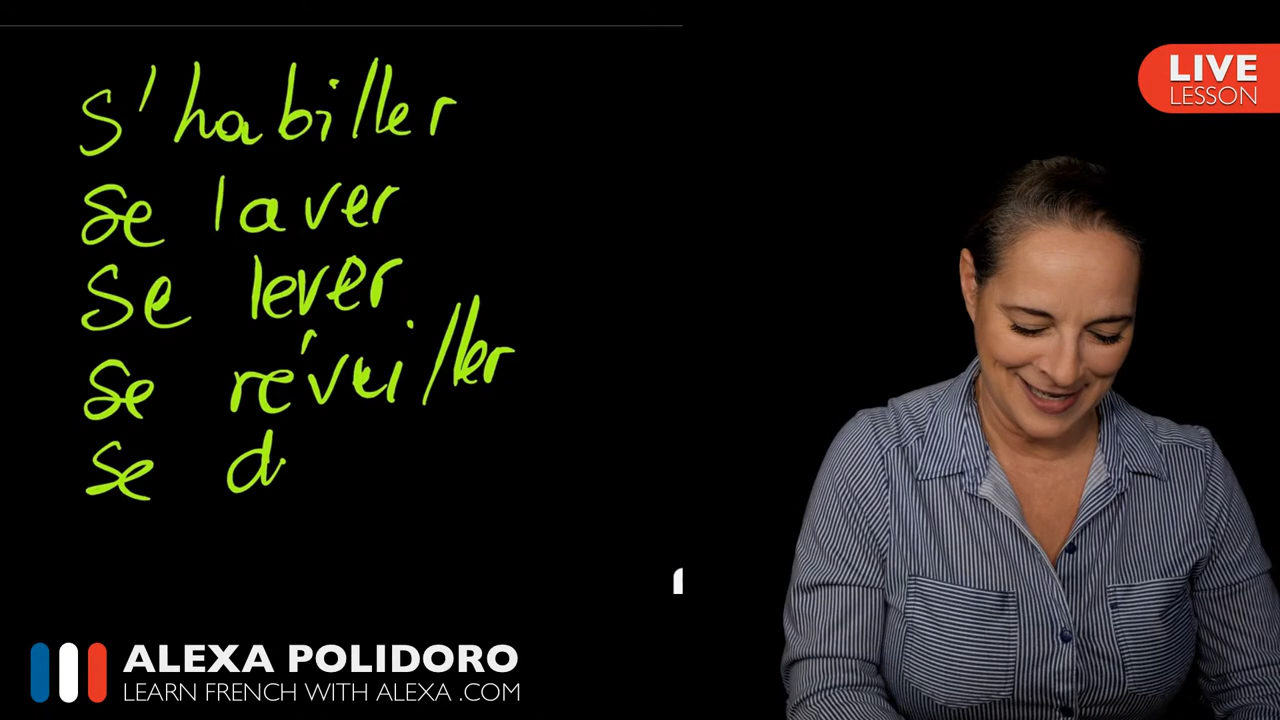 s'habiller
se laver
se lever
se réveiller
se d
LIVE
LESSON
ALEXA POLIDORO
LEARN FRENCH WITH ALEXA .COM